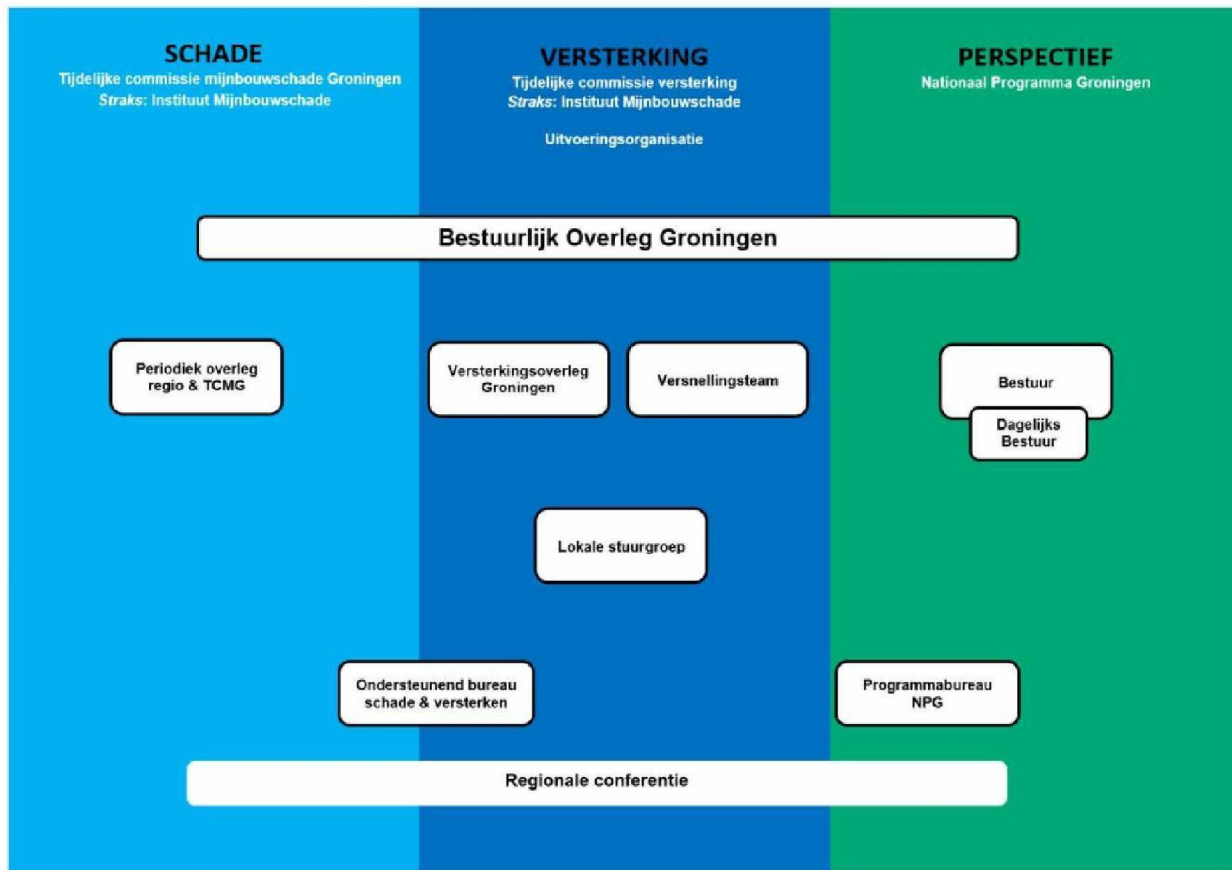 SCHADE
Tijdelijke commissie mijnbouwschade Groningen
Straks: Instituut Mijnbouwschade
VERSTERKING
Tijdelijke commissie versterking
Straks: Instituut Mijnbouwschade
Uitvoeringsorganisatie
PERSPECTIEF
Nationaal Programma Groningen
Bestuurlijk Overleg Groningen
Periodiek overleg
regio & TCMG
Versterkingsoverleg
Groningen
Versnellingsteam
Bestuur
Dagelijks
Bestuur
Lokale stuurgroep
Ondersteunend bureau
schade & versterken
Programmabureau
NPG
Regionale conferentie